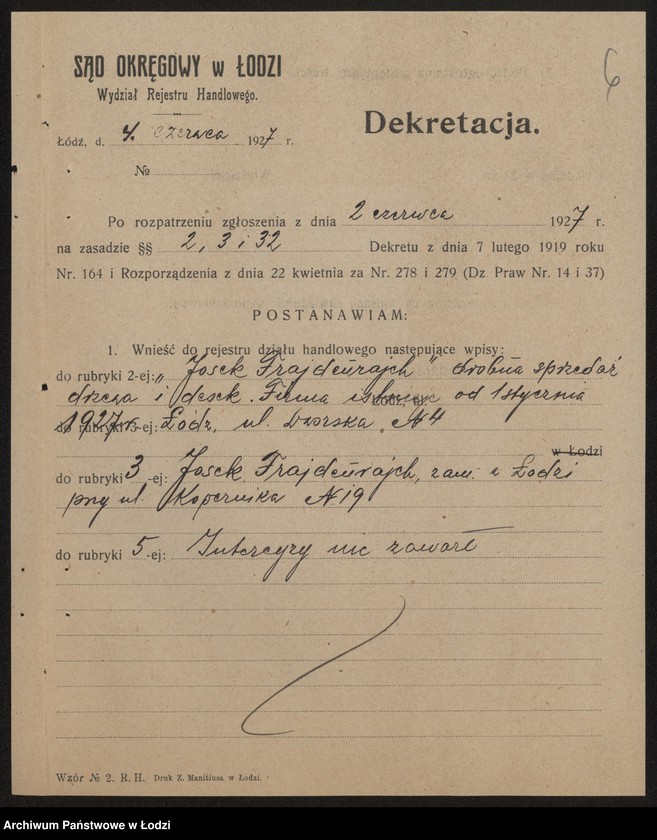 6
SĄD OKRĘGOWY w ŁODZI
Wydział Rejestru Handlowego.
Dekretacja.
Łódź, d. 4. czerwca 1927 r.
№
Po rozpatrzeniu zgłoszenia z dnia 2 czerwca 1927 r.
na zasadzie §§ 2, 3 i 32 Dekretu z dnia 7 lutego 1919 roku
Nr. 164 i Rozporządzenia z dnia 22 kwietnia za Nr. 278 i 279 (Dz. Praw Nr. 14 i 37)
POSTANAWIAM:
1. Wnieść do rejestru działu handlowego następujące wpisy:
do rubryki 2-ej: „Josek Frajdenrajch" drobna sprzedaż
drzewa i desek. Firma istnieje od 1 stycznia
1927 r. Łódź, ul. Dworska № 4
w Łodzi
do rubryki 3-ej: Josek Frajdenrajch, zam. w Łodzi
przy ul. Kopernika № 19
do rubryki 5-ej: Intercyzy nie zawarł
Wzór № 2. R. H. Druk Z. Manitiusa w Łodzi.
Archiwum Państwowe w Łodzi